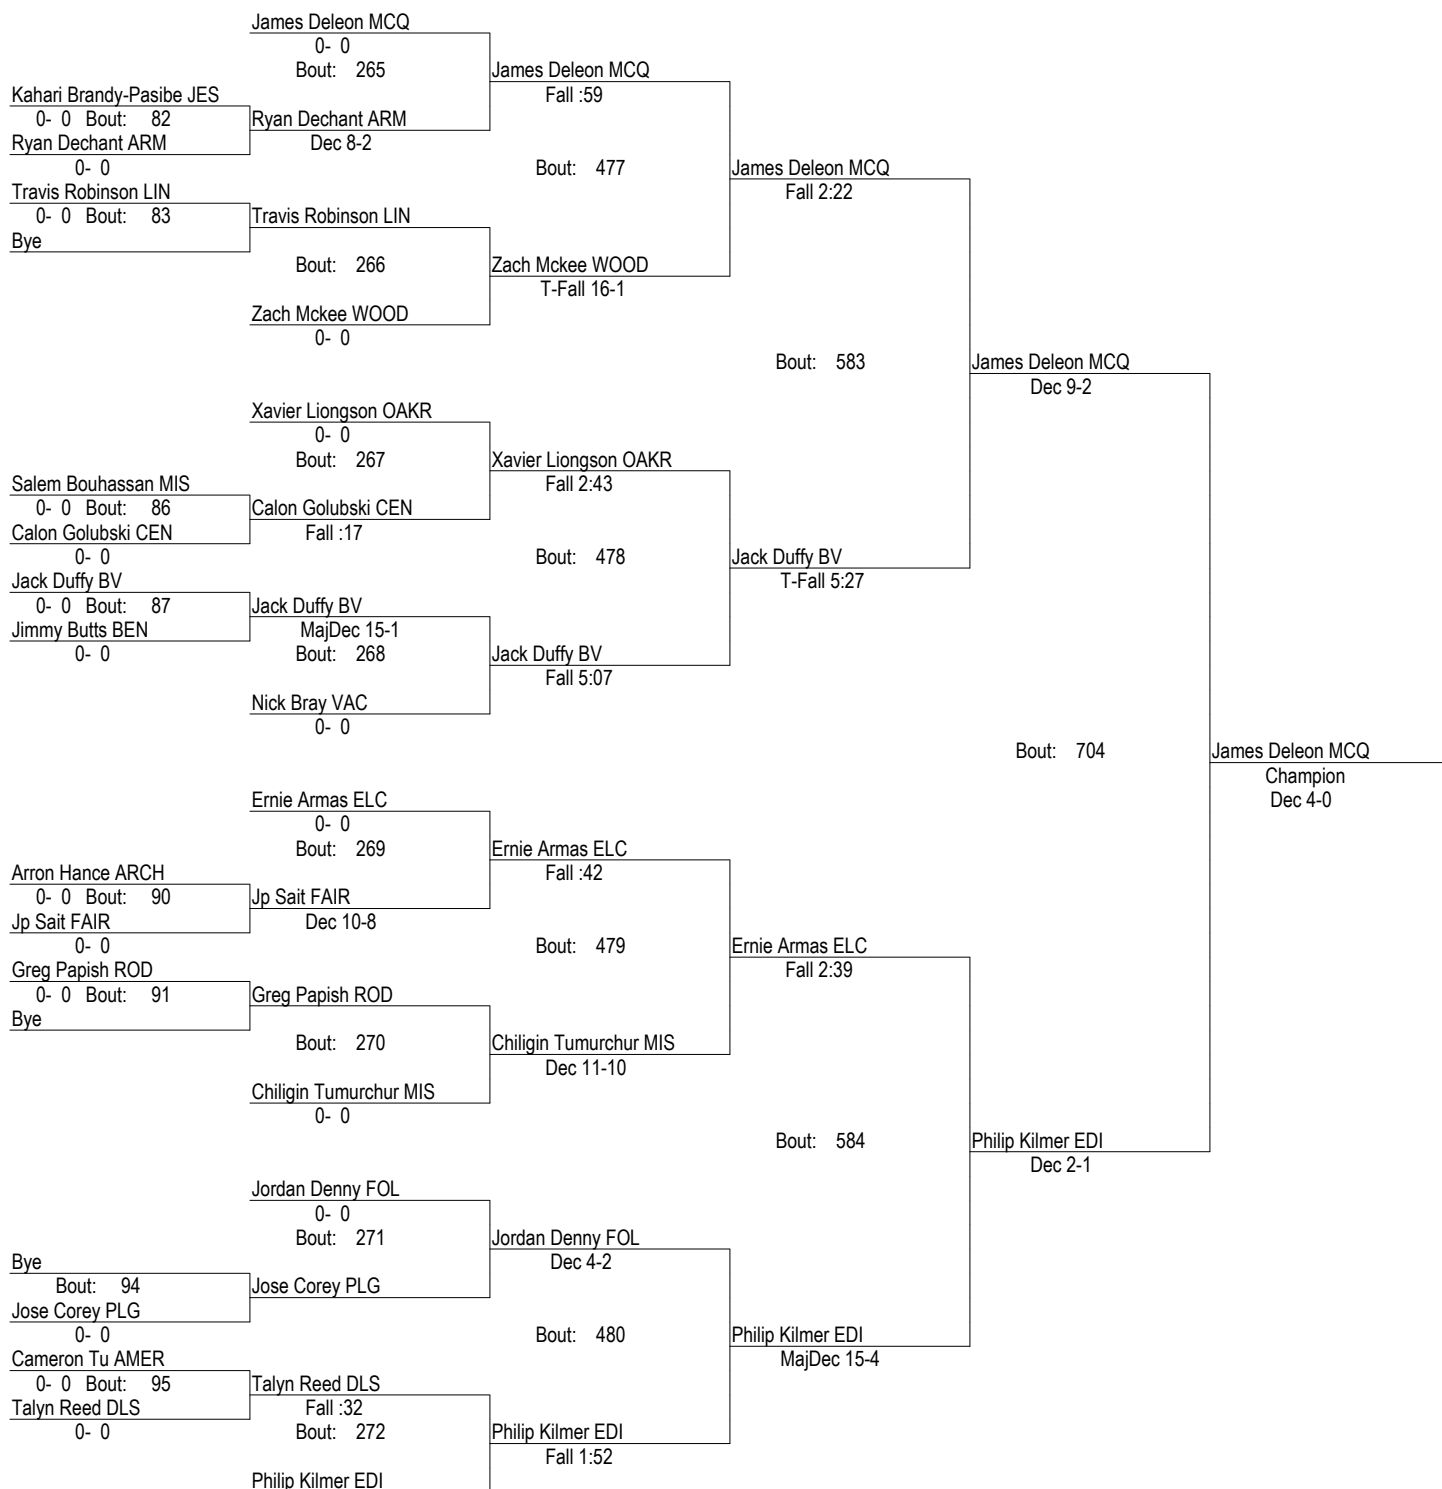 James Deleon MCQ
0- 0
Bout: 265
James Deleon MCQ
Kahari Brandy-Pasibe JES
Fall :59
0- 0 Bout: 82
Ryan Dechant ARM
Ryan Dechant ARM
Dec 8-2
0- 0
Bout: 477
James Deleon MCQ
Travis Robinson LIN
Fall 2:22
0- 0 Bout: 83
Travis Robinson LIN
Bye
Bout: 266
Zach Mckee WOOD
T-Fall 16-1
Zach Mckee WOOD
0- 0
Bout: 583
James Deleon MCQ
Dec 9-2
Xavier Liongson OAKR
0- 0
Bout: 267
Xavier Liongson OAKR
Salem Bouhassan MIS
Fall 2:43
0- 0 Bout: 86
Calon Golubski CEN
Calon Golubski CEN
Fall :17
0- 0
Bout: 478
Jack Duffy BV
Jack Duffy BV
T-Fall 5:27
0- 0 Bout: 87
Jack Duffy BV
Jimmy Butts BEN
MajDec 15-1
0- 0
Bout: 268
Jack Duffy BV
Fall 5:07
Nick Bray VAC
0- 0
Bout: 704
James Deleon MCQ
Champion
Dec 4-0
Ernie Armas ELC
0- 0
Bout: 269
Ernie Armas ELC
Arron Hance ARCH
Fall :42
0- 0 Bout: 90
Jp Sait FAIR
Jp Sait FAIR
Dec 10-8
0- 0
Bout: 479
Ernie Armas ELC
Greg Papish ROD
Fall 2:39
0- 0 Bout: 91
Greg Papish ROD
Bye
Bout: 270
Chiligin Tumurchur MIS
Dec 11-10
Chiligin Tumurchur MIS
0- 0
Bout: 584
Philip Kilmer EDI
Dec 2-1
Jordan Denny FOL
0- 0
Bout: 271
Jordan Denny FOL
Bye
Dec 4-2
Bout: 94
Jose Corey PLG
Jose Corey PLG
0- 0
Bout: 480
Philip Kilmer EDI
Cameron Tu AMER
MajDec 15-4
0- 0 Bout: 95
Talyn Reed DLS
Talyn Reed DLS
Fall :32
0- 0
Bout: 272
Philip Kilmer EDI
Fall 1:52
Philip Kilmer EDI